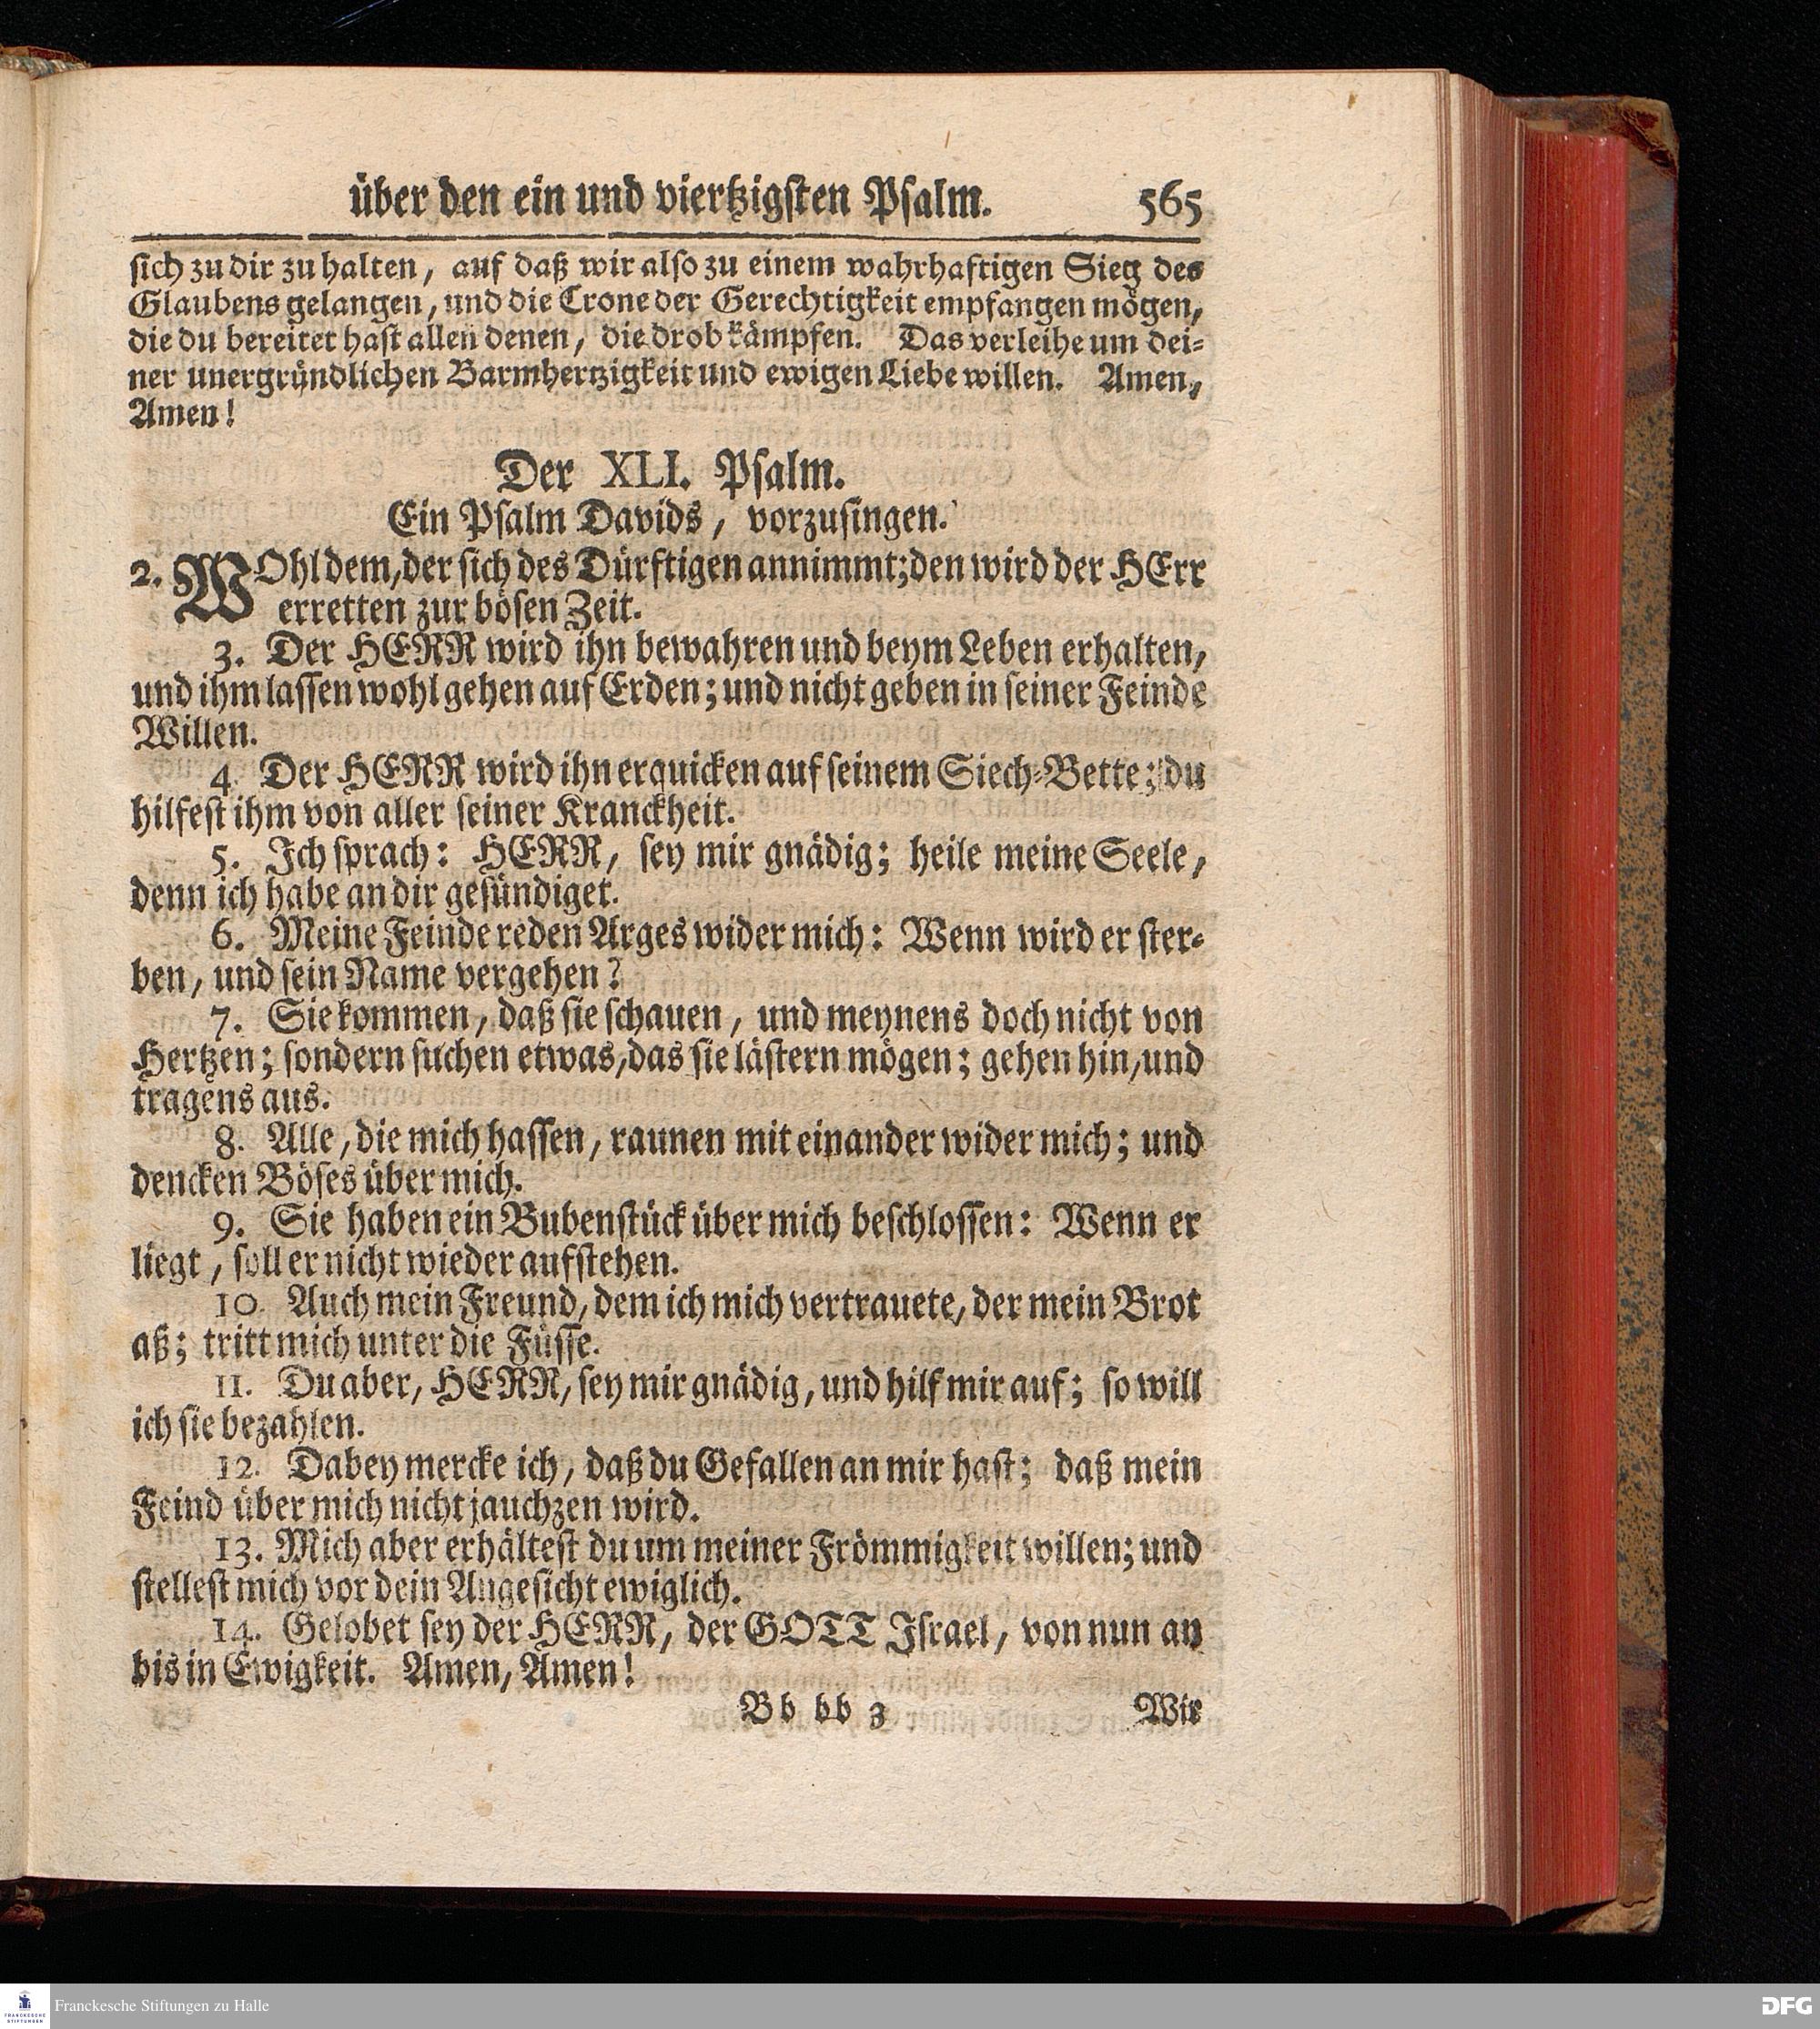 über den ein und viertzigsten Psalm. 565
sich zu dir zu halten, auf daß wir also zu einem wahrhaftigen Sieg des
Glaubens gelangen, und die Crone der Gerechtigkeit empfangen mögen,
die du bereitet hast allen denen, die drob kämpfen. Das verleihe um dei-
ner unergründlichen Barmhertzigkeit und ewigen Liebe willen. Amen,
Amen!
Der XLI. Psalm.
Ein Psalm Davids, vorzusingen.
2. WOhl dem, der sich des Dürftigen annimmt; den wird der HErr
erretten zur bösen Zeit.
3. Der HERR wird ihn bewahren und beym Leben erhalten,
und ihm lassen wohl gehen auf Erden; und nicht geben in seiner Feinde
Willen.
4. Der HERR wird ihn erquicken auf seinem Siech-Bette; du
hilfest ihm von aller seiner Kranckheit.
5. Ich sprach: HERR, sey mir gnädig; heile meine Seele,
denn ich habe an dir gesündiget.
6. Meine Feinde reden Arges wider mich: Wenn wird er ster-
ben, und sein Name vergehen?
7. Sie kommen, daß sie schauen, und meynens doch nicht von
Hertzen; sondern suchen etwas, das sie lästern mögen; gehen hin, und
tragens aus.
8. Alle, die mich hassen, raunen mit einander wider mich; und
dencken Böses über mich.
9. Sie haben ein Bubenstück über mich beschlossen: Wenn er
liegt, soll er nicht wieder aufstehen.
10. Auch mein Freund, dem ich mich vertrauete, der mein Brot
aß; tritt mich unter die Füsse.
11. Du aber, HERR, sey mir gnädig, und hilf mir auf; so will
ich sie bezahlen.
12. Dabey mercke ich, daß du Gefallen an mir hast; daß mein
Feind über mich nicht jauchzen wird.
13. Mich aber erhältest du um meiner Frömmigkeit willen; und
stellest mich vor dein Angesicht ewiglich.
14. Gelobet sey der HERR, der GOTT Israel, von nun an
bis in Ewigkeit. Amen, Amen!
Bb bb 3 Wir
FRANCKESCHE
STIFTUNGEN
Franckesche Stiftungen zu Halle
DFG